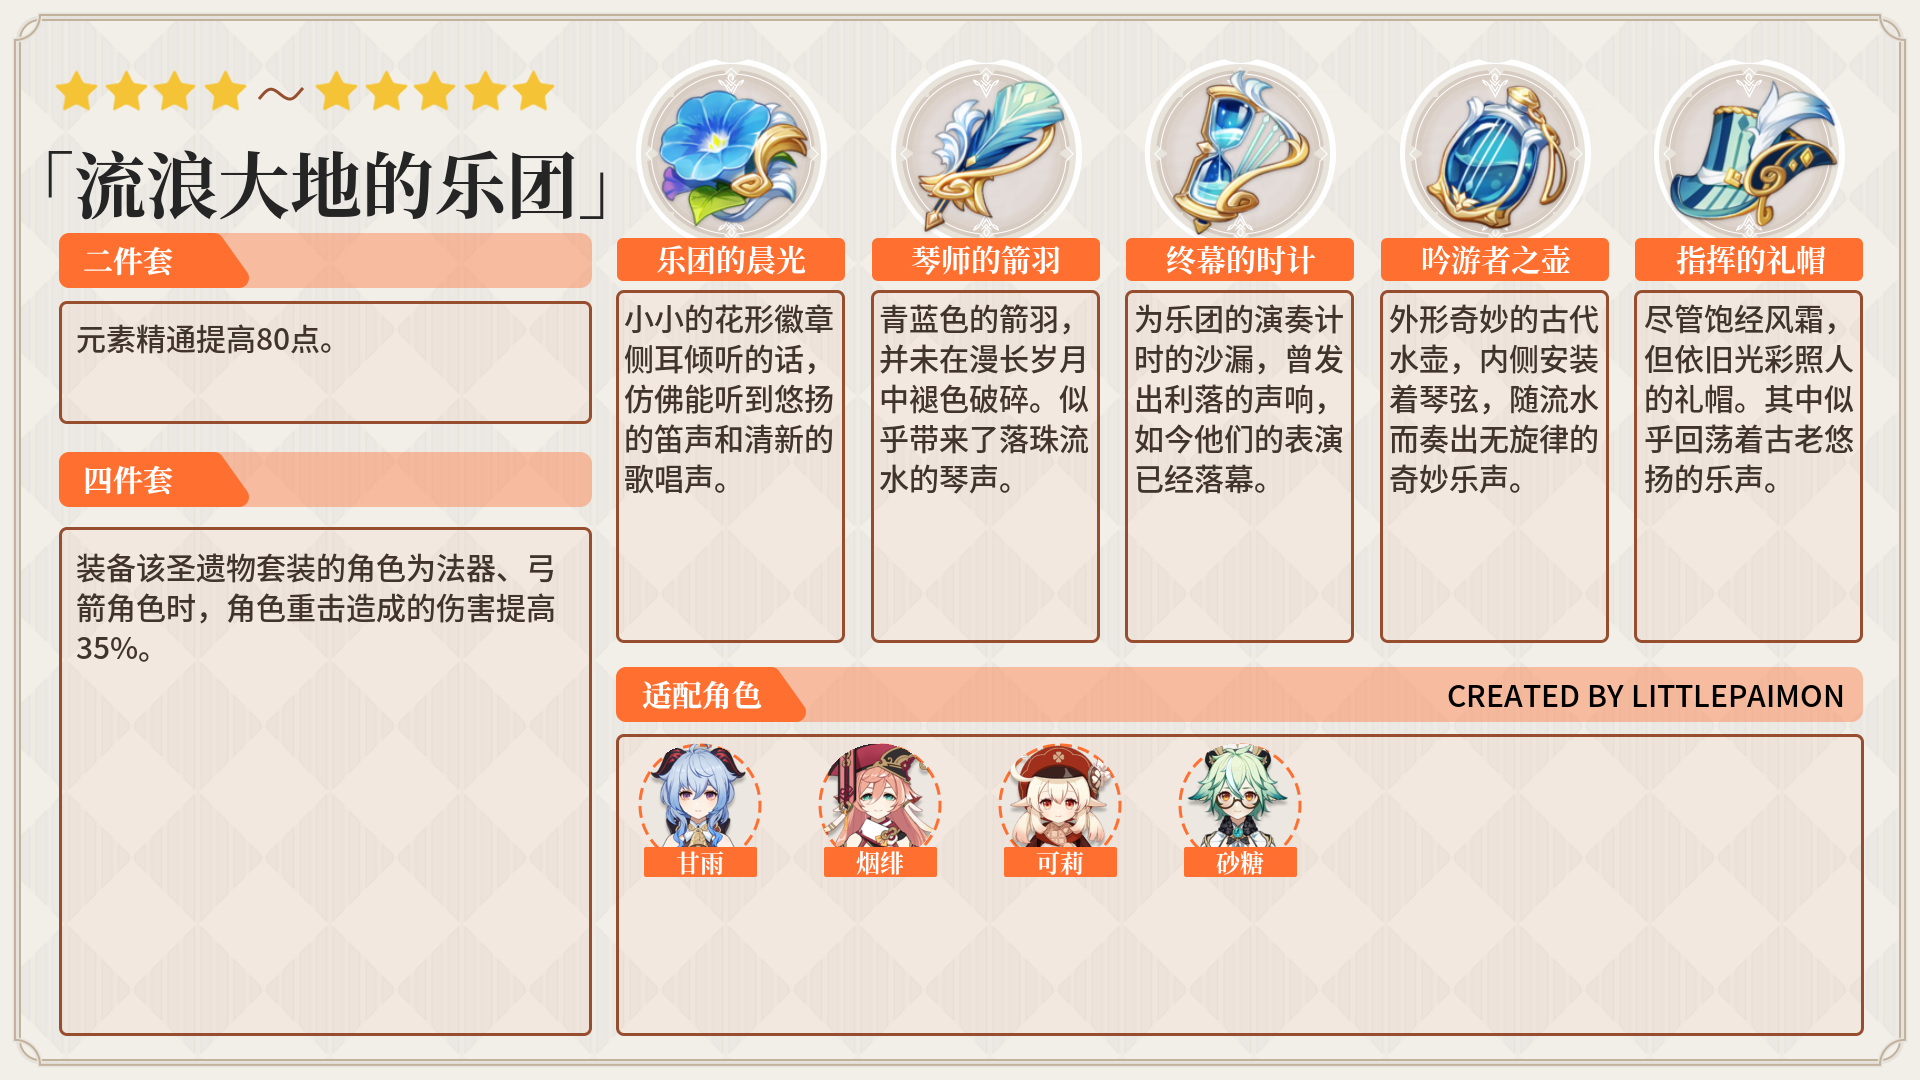 「流浪大地的乐团」
二件套
元素精通提高80点。
四件套
装备该圣遗物套装的角色为法器、弓
箭角色时，角色重击造成的伤害提高
35%。
乐团的晨光
小小的花形徽章
侧耳倾听的话，
仿佛能听到悠扬
的笛声和清新的
歌唱声。
琴师的箭羽
青蓝色的箭羽，
并未在漫长岁月
中褪色破碎。似
乎带来了落珠流
水的琴声。
终幕的时计
为乐团的演奏计
时的沙漏，曾发
出利落的声响，
如今他们的表演
已经落幕。
吟游者之壶
外形奇妙的古代
水壶，内侧安装
着琴弦，随流水
而奏出无旋律的
奇妙乐声。
指挥的礼帽
尽管饱经风霜，
但依旧光彩照人
的礼帽。其中似
乎回荡着古老悠
扬的乐声。
适配角色
CREATED BY LITTLEPAIMON
甘雨
烟绯
可莉
砂糖